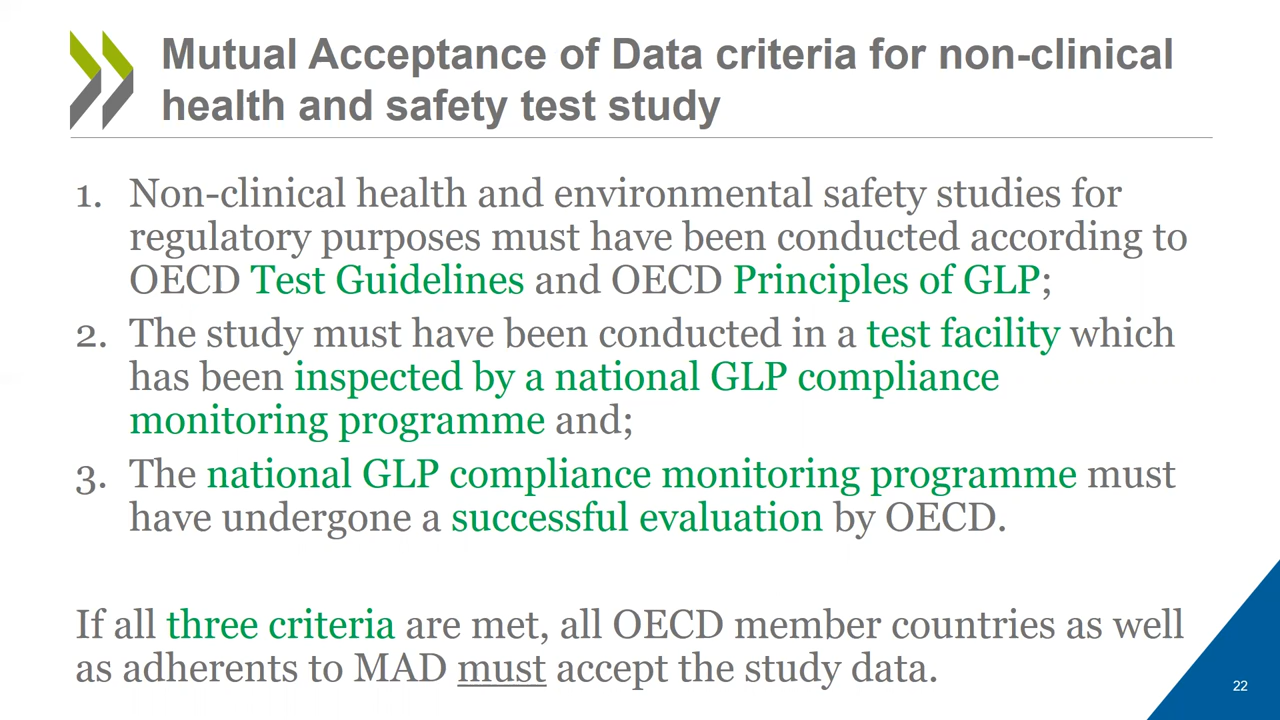 Mutual Acceptance of Data criteria for non-clinical
health and safety test study
1. Non-clinical health and environmental safety studies for
regulatory purposes must have been conducted according to
OECD Test Guidelines and OECD Principles of GLP;
2. The study must have been conducted in a test facility which
has been inspected by a national GLP compliance
monitoring programme and;
3. The national GLP compliance monitoring programme must
have undergone a successful evaluation by OECD.
If all three criteria are met, all OECD member countries as well
as adherents to MAD must accept the study data.
22